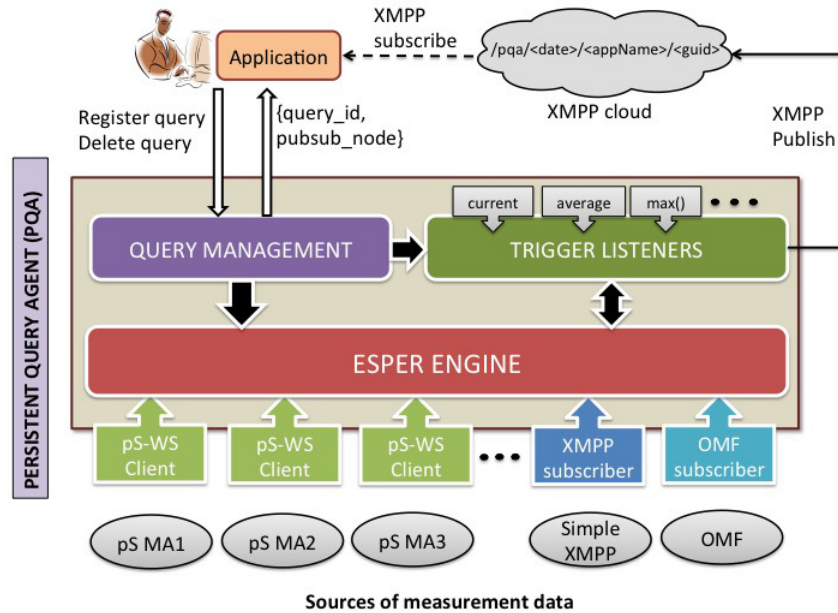 XMPP
subscribe
/pqa/<date>/<appName>/<guid>
Application
XMPP cloud
Register query
Delete query
{query_id,
pubsub_node}
XMPP
Publish
PERSISTENT QUERY AGENT (PQA)
current
average
max()
QUERY MANAGEMENT
TRIGGER LISTENERS
ESPER ENGINE
pS-WS
Client
pS-WS
Client
pS-WS
Client
XMPP
subscriber
OMF
subscriber
pS MA1
pS MA2
pS MA3
Simple
XMPP
OMF
Sources of measurement data